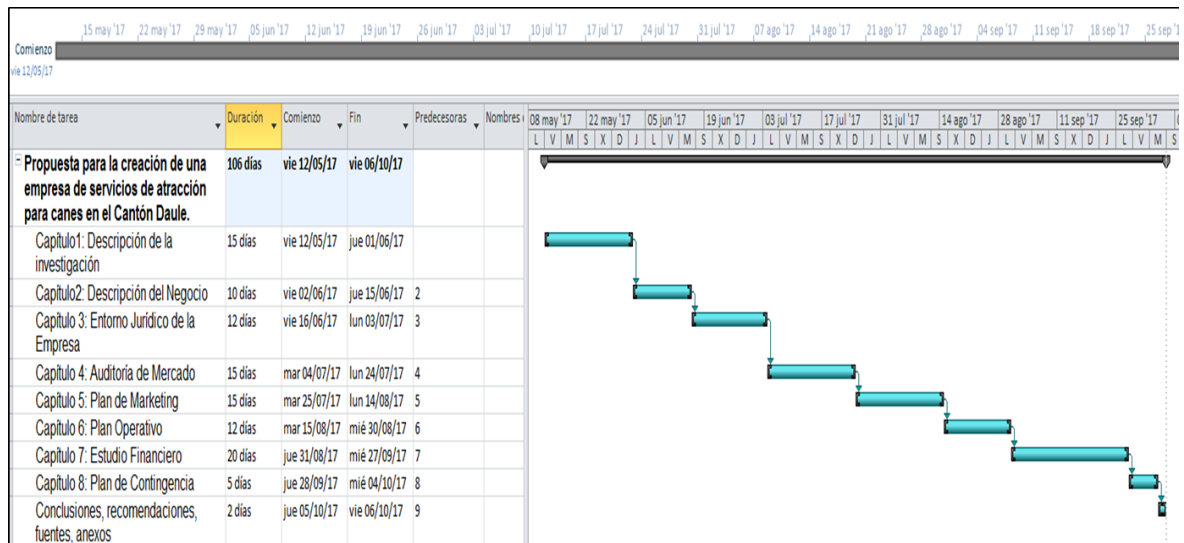 15 may '17 22 may '17 29 may '17 05 jun '17 12 jun '17 19 jun '17 26 jun '17 03 jul '17 10 jul '17 17 jul '17 24 jul '17 31 jul '17 07 ago '17 14 ago '17 21 ago '17 28 ago '17 04 sep '17 11 sep '17 18 sep '17 25 sep '1
Comienzo
vie 12/05/17
Nombre de tarea Duración Comienzo Fin Predecesoras Nombres
08 may '17 22 may '17 05 jun '17 19 jun '17 03 jul '17 17 jul '17 31 jul '17 14 ago '17 28 ago '17 11 sep '17 25 sep '17
L V M S X D J L V M S X D J L V M S X D J L V M S X D J L V M S X D J L V M S
Propuesta para la creación de una 106 días vie 12/05/17 vie 06/10/17
empresa de servicios de atracción
para canes en el Cantón Daule.
Capítulo1: Descripción de la 15 días vie 12/05/17 jue 01/06/17
investigación
Capítulo2: Descripción del Negocio 10 días vie 02/06/17 jue 15/06/17 2
Capítulo 3: Entorno Jurídico de la 12 días vie 16/06/17 lun 03/07/17 3
Empresa
Capítulo 4: Auditoría de Mercado 15 días mar 04/07/17 lun 24/07/17 4
Capítulo 5: Plan de Marketing 15 días mar 25/07/17 lun 14/08/17 5
Capítulo 6: Plan Operativo 12 días mar 15/08/17 mié 30/08/17 6
Capítulo 7: Estudio Financiero 20 días jue 31/08/17 mié 27/09/17 7
Capítulo 8: Plan de Contingencia 5 días jue 28/09/17 mié 04/10/17 8
Conclusiones, recomendaciones, 2 días jue 05/10/17 vie 06/10/17 9
fuentes, anexos